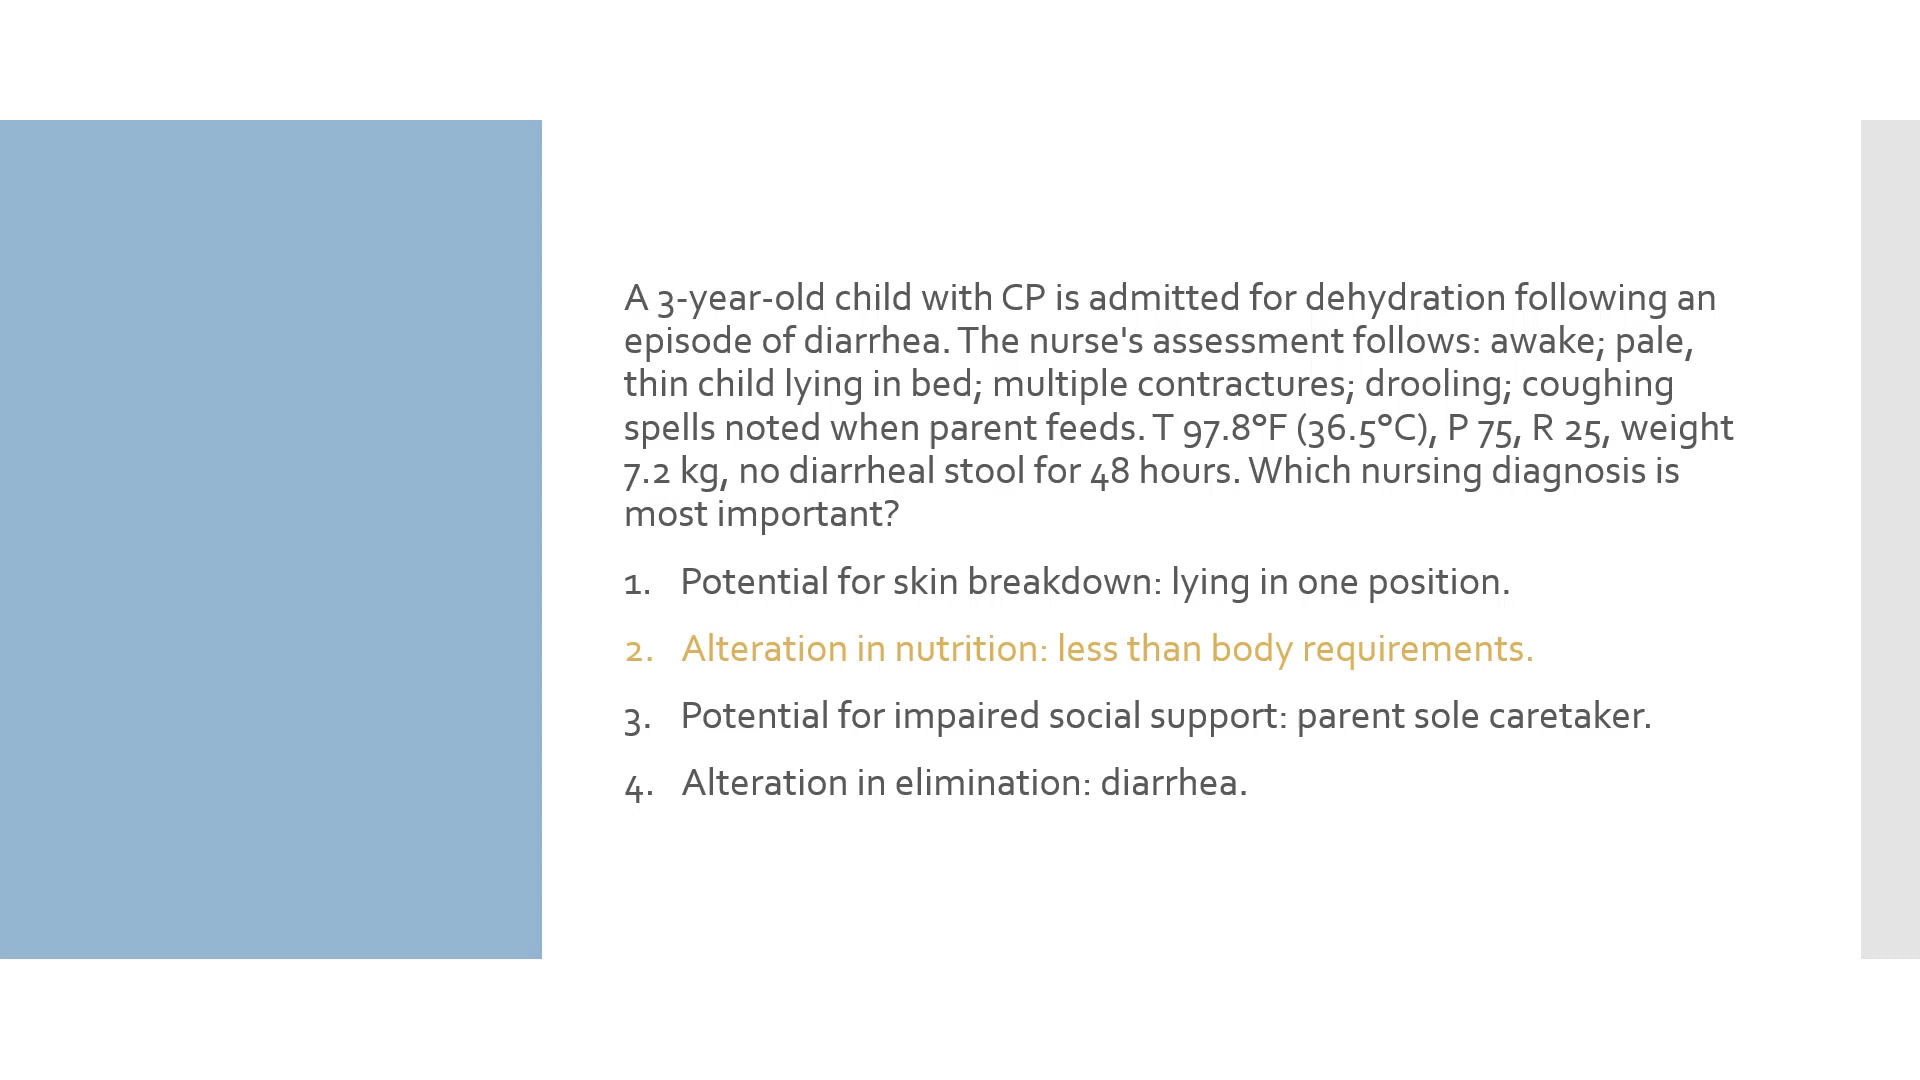 A 3-year-old child with CP is admitted for dehydration following an
episode of diarrhea. The nurse's assessment follows: awake; pale,
thin child lying in bed; multiple contractures; drooling; coughing
spells noted when parent feeds. T 97.8°F (36.5°C), P 75, R 25, weight
7.2 kg, no diarrheal stool for 48 hours. Which nursing diagnosis is
most important?
1. Potential for skin breakdown: lying in one position.
2. Alteration in nutrition: less than body requirements.
3. Potential for impaired social support: parent sole caretaker.
4. Alteration in elimination: diarrhea.